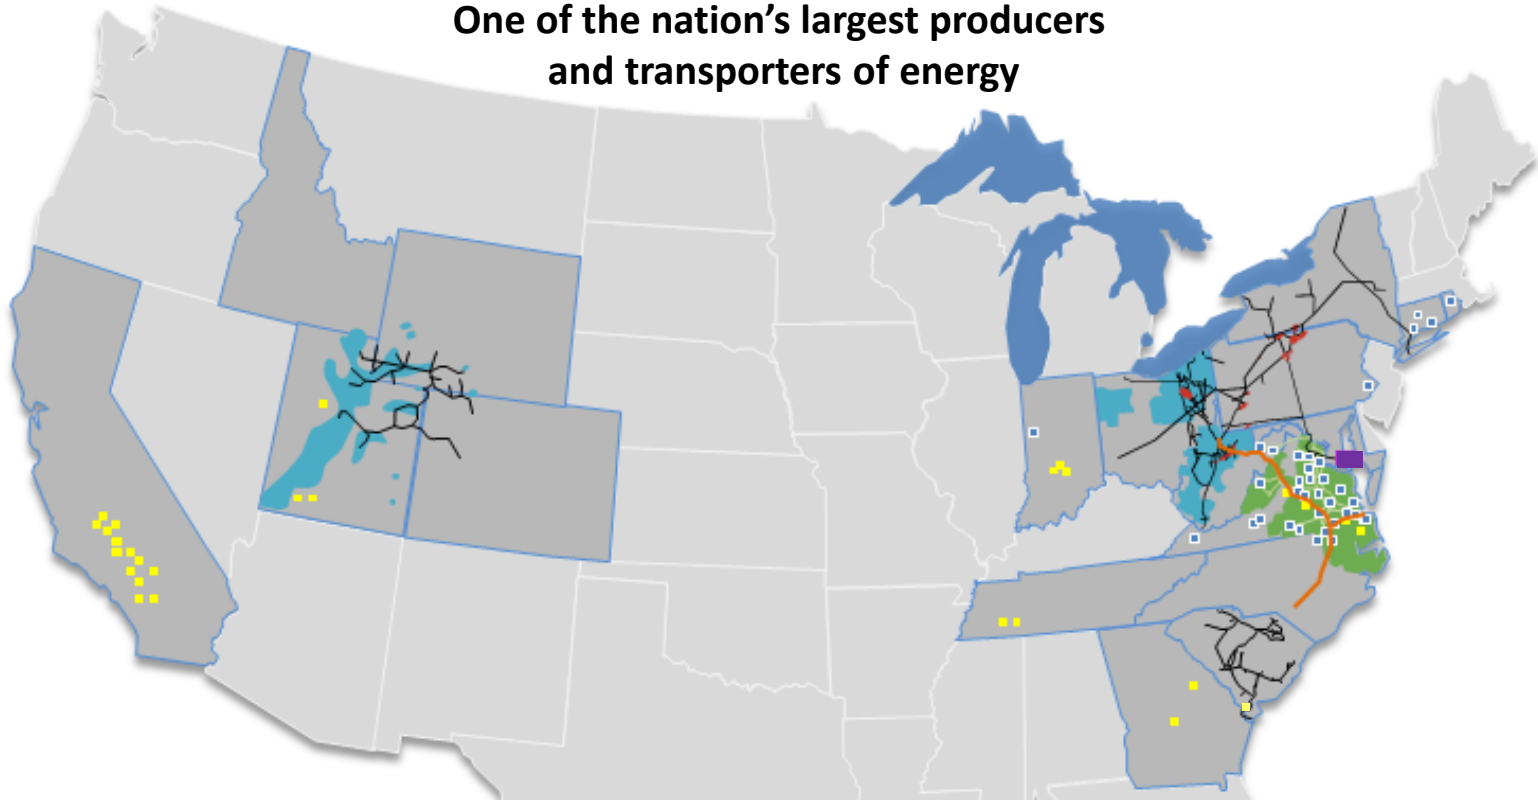 One of the nation’s largest producers
and transporters of energy